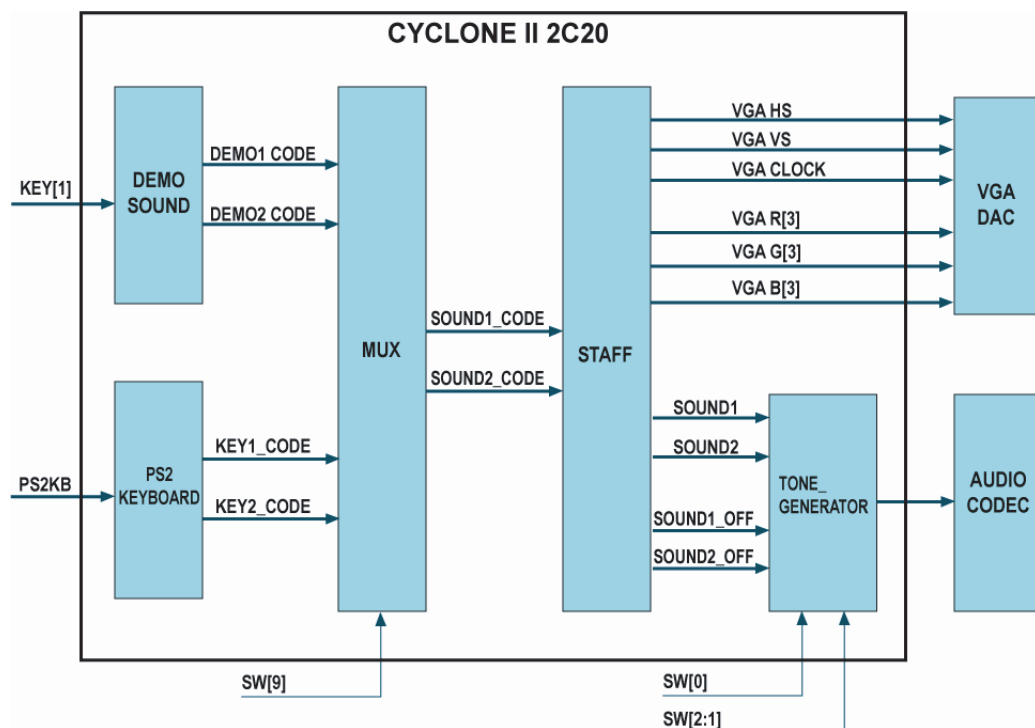 CYCLONE II 2C20
KEY[1]
DEMO
SOUND
DEMO1 CODE
DEMO2 CODE
PS2KB
PS2
KEYBOARD
KEY1_CODE
KEY2_CODE
MUX
SW[9]
SOUND1_CODE
SOUND2_CODE
STAFF
VGA HS
VGA VS
VGA CLOCK
VGA R[3]
VGA G[3]
VGA B[3]
VGA
DAC
SOUND1
SOUND2
SOUND1_OFF
SOUND2_OFF
TONE_
GENERATOR
AUDIO
CODEC
SW[0]
SW[2:1]